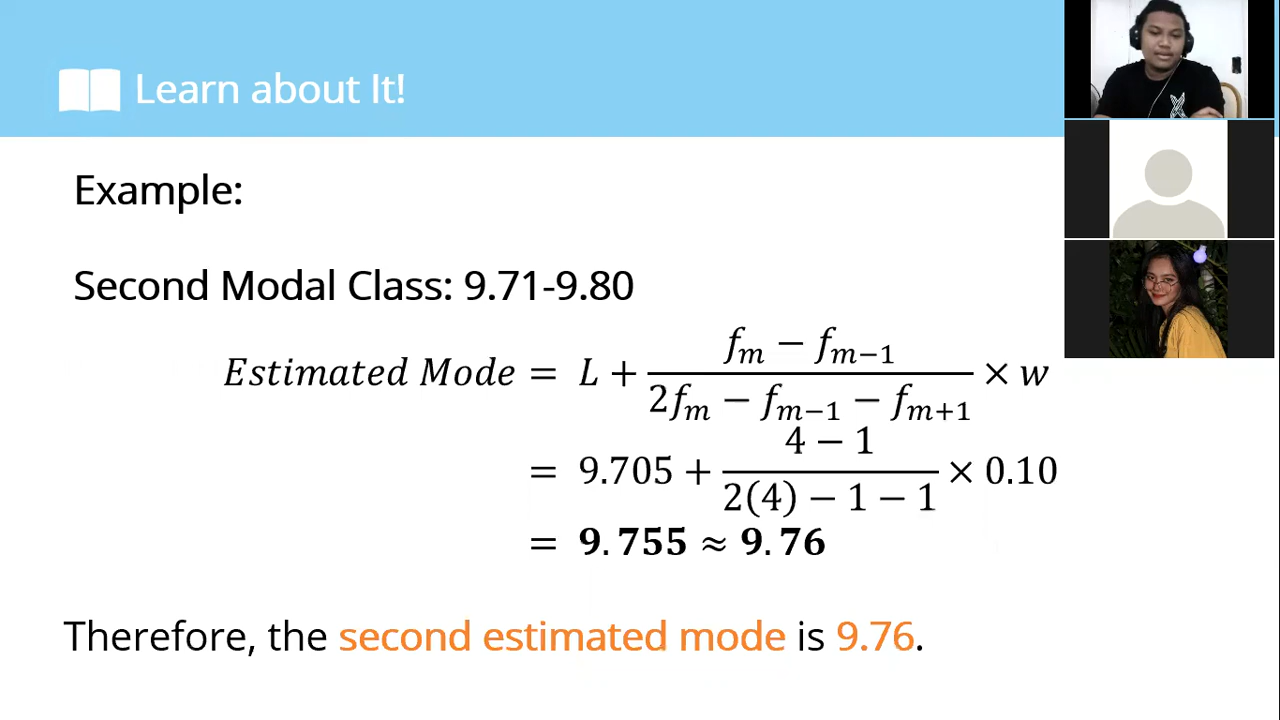 Learn about It!
Example:
Second Modal Class: 9.71-9.80
Estimated Mode = L + \frac{f_m − f_{m−1}}{2f_m − f_{m−1} − f_{m+1}} × w
= 9.705 + \frac{4 − 1}{2(4) − 1 − 1} × 0.10
= 9.755 ≈ 9.76
Therefore, the second estimated mode is 9.76.